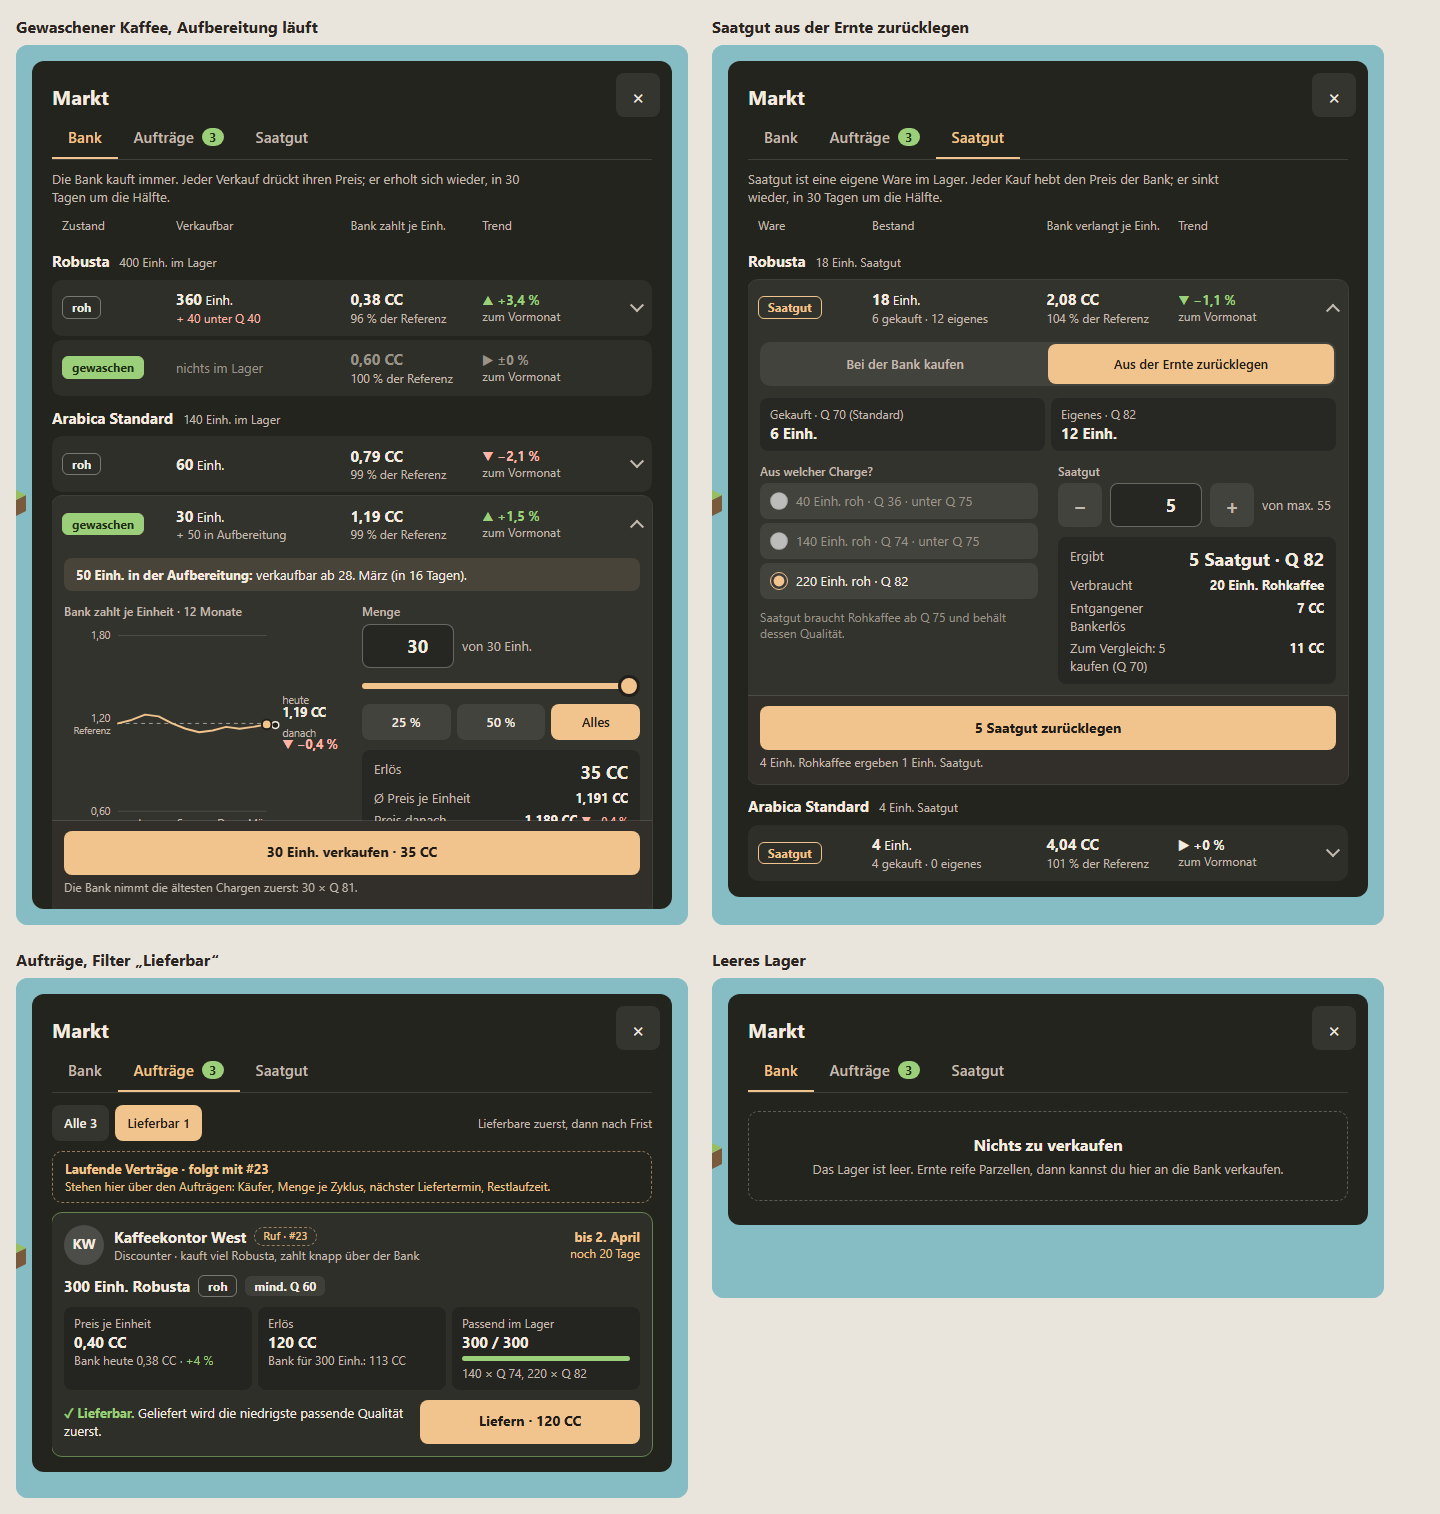 Gewaschener Kaffee, Aufbereitung läuft
Markt
×
Bank
Aufträge 3
Saatgut
Die Bank kauft immer. Jeder Verkauf drückt ihren Preis; er erholt sich wieder, in 30
Tagen um die Hälfte.
Zustand Verkaufbar Bank zahlt je Einh. Trend
Robusta 400 Einh. im Lager
roh 360 Einh. 0,38 CC ▲ +3,4 %
+ 40 unter Q 40 96 % der Referenz zum Vormonat
gewaschen nichts im Lager 0,60 CC ▶ ±0 %
100 % der Referenz zum Vormonat
Arabica Standard 140 Einh. im Lager
roh 60 Einh. 0,79 CC ▼ −2,1 %
99 % der Referenz zum Vormonat
gewaschen 30 Einh. 1,19 CC ▲ +1,5 %
+ 50 in Aufbereitung 99 % der Referenz zum Vormonat
50 Einh. in der Aufbereitung: verkaufbar ab 28. März (in 16 Tagen).
Bank zahlt je Einheit · 12 Monate
1,80
1,20
Referenz
0,60
heute
1,19 CC
danach
▼ −0,4 %
Menge
30 von 30 Einh.
25 % 50 % Alles
Erlös 35 CC
Ø Preis je Einheit 1,191 CC
Preis danach 1,189 CC ▼ −0,4 %
30 Einh. verkaufen · 35 CC
Die Bank nimmt die ältesten Chargen zuerst: 30 × Q 81.
Saatgut aus der Ernte zurücklegen
Markt
×
Bank
Aufträge 3
Saatgut
Saatgut ist eine eigene Ware im Lager. Jeder Kauf hebt den Preis der Bank; er sinkt
wieder, in 30 Tagen um die Hälfte.
Ware Bestand Bank verlangt je Einh. Trend
Robusta 18 Einh. Saatgut
Saatgut 18 Einh. 2,08 CC ▼ −1,1 %
6 gekauft · 12 eigenes 104 % der Referenz zum Vormonat
Bei der Bank kaufen Aus der Ernte zurücklegen
Gekauft · Q 70 (Standard)
6 Einh.
Eigenes · Q 82
12 Einh.
Aus welcher Charge?
40 Einh. roh · Q 36 · unter Q 75
140 Einh. roh · Q 74 · unter Q 75
220 Einh. roh · Q 82
Saatgut braucht Rohkaffee ab Q 75 und behält
dessen Qualität.
Saatgut
− 5 + von max. 55
Ergibt 5 Saatgut · Q 82
Verbraucht 20 Einh. Rohkaffee
Entgangener 7 CC
Bankerlös
Zum Vergleich: 5 11 CC
kaufen (Q 70)
5 Saatgut zurücklegen
4 Einh. Rohkaffee ergeben 1 Einh. Saatgut.
Arabica Standard 4 Einh. Saatgut
Saatgut 4 Einh. 4,04 CC ▶ +0 %
4 gekauft · 0 eigenes 101 % der Referenz zum Vormonat
Aufträge, Filter „Lieferbar“
Markt
×
Bank
Aufträge 3
Saatgut
Alle 3 Lieferbar 1 Lieferbare zuerst, dann nach Frist
Laufende Verträge · folgt mit #23
Stehen hier über den Aufträgen: Käufer, Menge je Zyklus, nächster Liefertermin, Restlaufzeit.
KW Kaffeekontor West Ruf · #23 bis 2. April
Discounter · kauft viel Robusta, zahlt knapp über der Bank noch 20 Tage
300 Einh. Robusta roh mind. Q 60
Preis je Einheit
0,40 CC
Bank heute 0,38 CC · +4 %
Erlös
120 CC
Bank für 300 Einh.: 113 CC
Passend im Lager
300 / 300
140 × Q 74, 220 × Q 82
✓ Lieferbar. Geliefert wird die niedrigste passende Qualität
zuerst.
Liefern · 120 CC
Leeres Lager
Markt
×
Bank
Aufträge 3
Saatgut
Nichts zu verkaufen
Das Lager ist leer. Ernte reife Parzellen, dann kannst du hier an die Bank verkaufen.